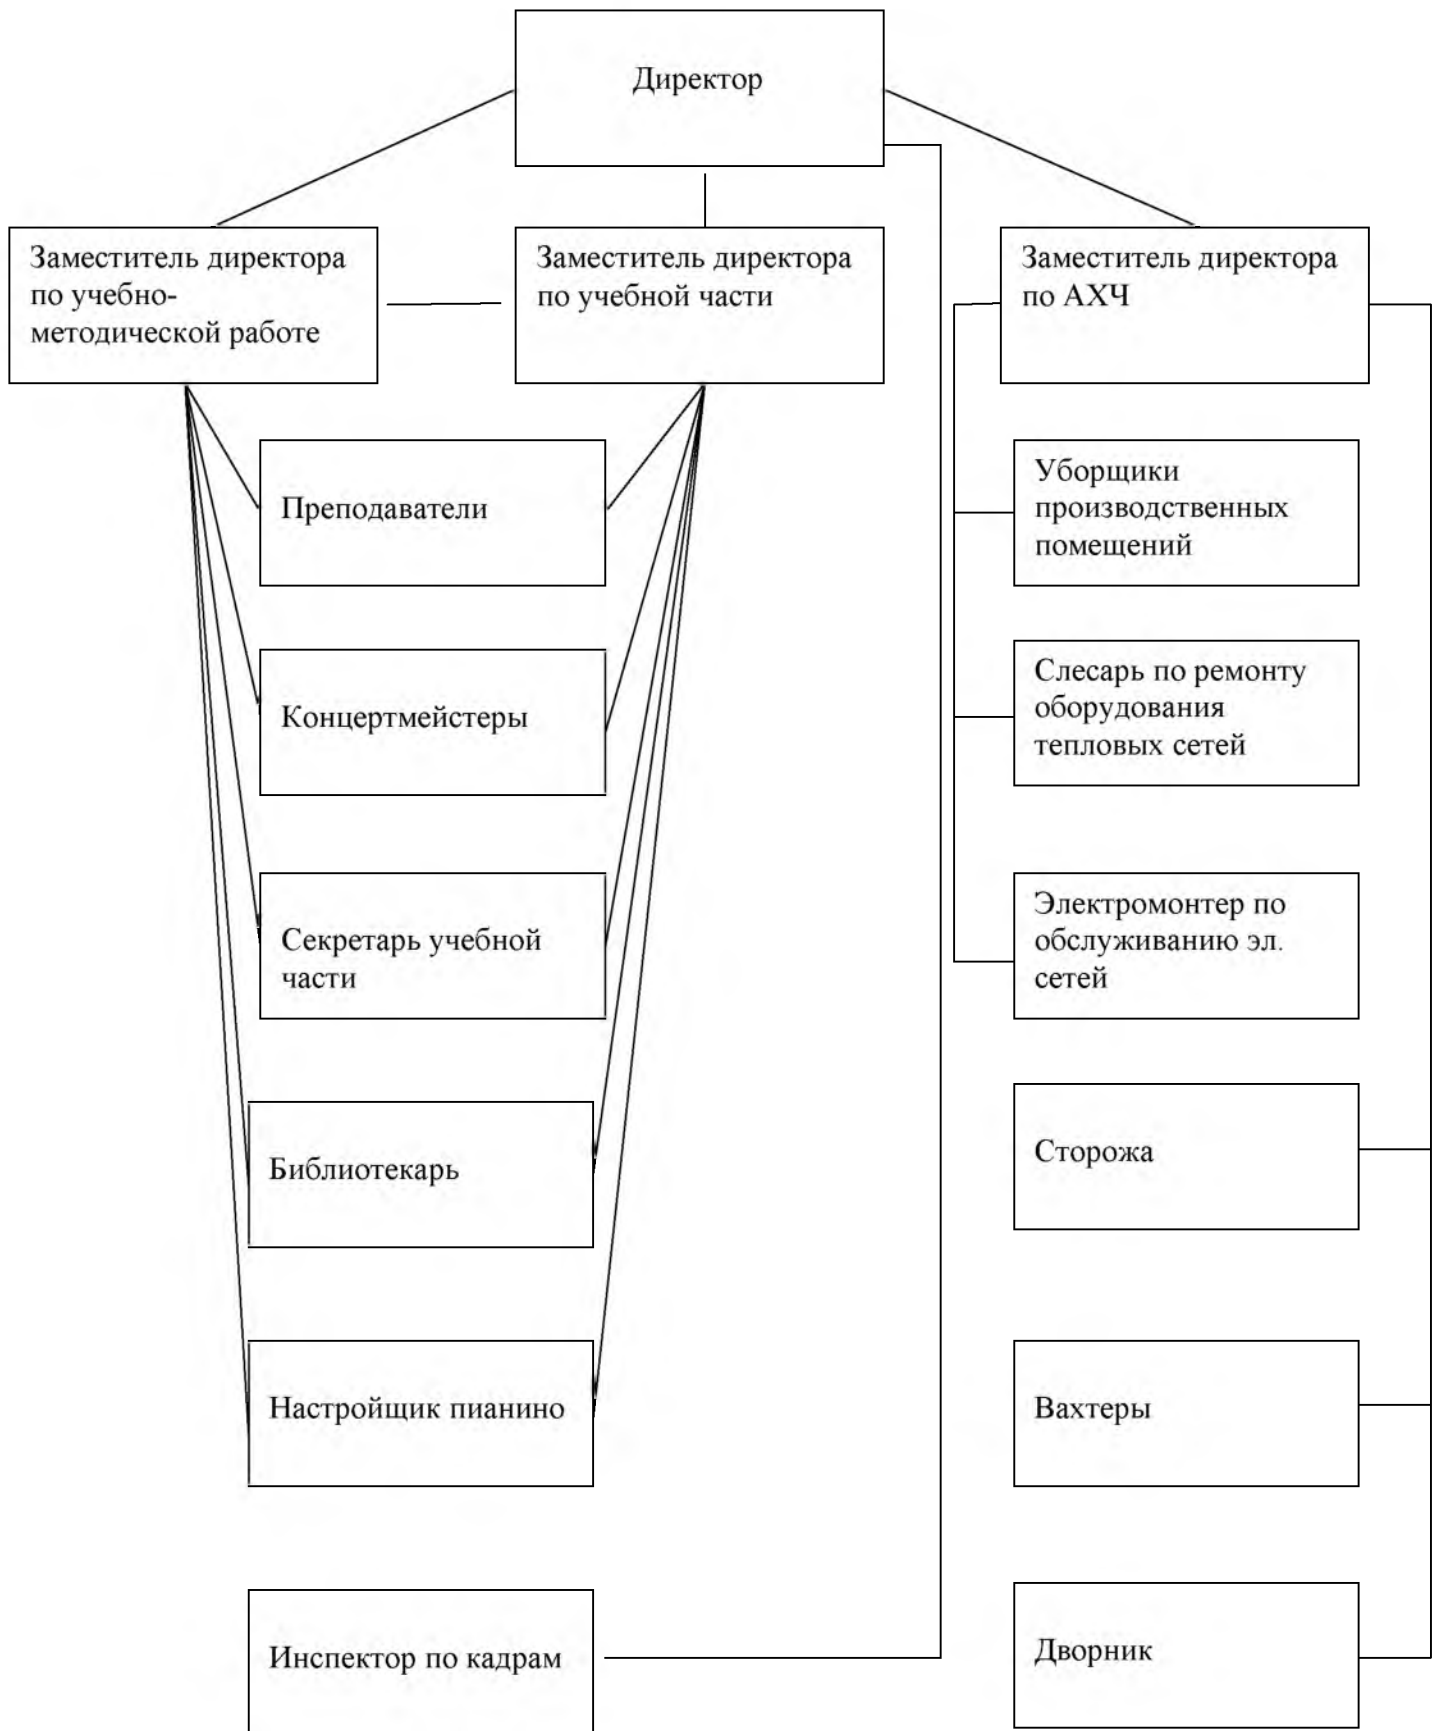 Директор
Заместитель директора
по учебно-
методической работе
Заместитель директора
по учебной части
Заместитель директора
по АХЧ
Преподаватели
Концертмейстеры
Секретарь учебной
части
Библиотекарь
Настройщик пианино
Инспектор по кадрам
Уборщики
производственных
помещений
Слесарь по ремонту
оборудования
тепловых сетей
Электромонтер по
обслуживанию эл.
сетей
Сторожа
Вахтеры
Дворник